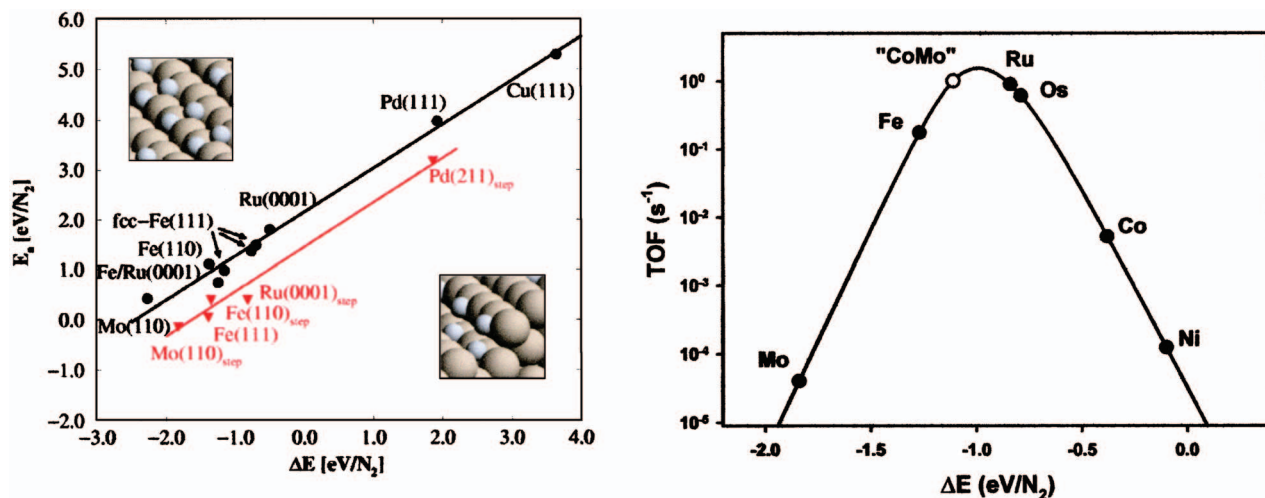 6.0
5.0
4.0
3.0
2.0
1.0
0.0
−1.0
−2.0
E_a [eV/N₂]
−3.0 −2.0 −1.0 0.0 1.0 2.0 3.0 4.0
ΔE [eV/N₂]
Cu(111)
Pd(111)
Pd(211)step
Ru(0001)
fcc−Fe(111)
Fe(110)
Fe/Ru(0001)
Mo(110)
Ru(0001)step
Fe(110)step
Fe(111)
Mo(110)step
TOF (s⁻¹)
10⁰
10⁻¹
10⁻²
10⁻³
10⁻⁴
10⁻⁵
-2.0 -1.5 -1.0 -0.5 0.0
ΔE (eV/N₂)
"CoMo"
Ru
Os
Fe
Co
Ni
Mo